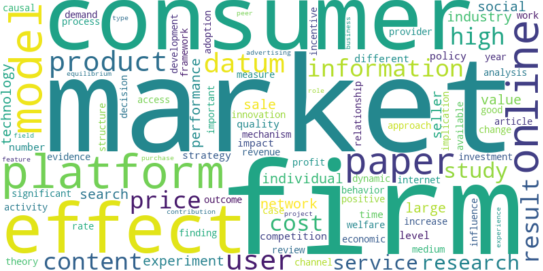 consumer
causal
demand
process
type
peer
development
framework
adoption
incentive
business
provider
industry
social
high
work
model
product
datum
information
policy
year
different
technology
equilibrium
decision
performance
advertising
measure
relationship
analysis
market
online
access
important
sale
innovation
quality
mechanism
impact
revenue
rule
approach
seller
implication
available
value
good
article
change
structure
field
number
feature
evidence
purchase
strategy
profit
paper
investment
study
platform
individual
dynamic
internet
behavior
positive
significant
search
price
outcome
network
case
project
cost
time
welfare
large
increase
influence
experience
activity
contribution
effect
firm
rate
finding
competition
economic
level
result
theory
content
experiment
user
review
channel
medium
service
research